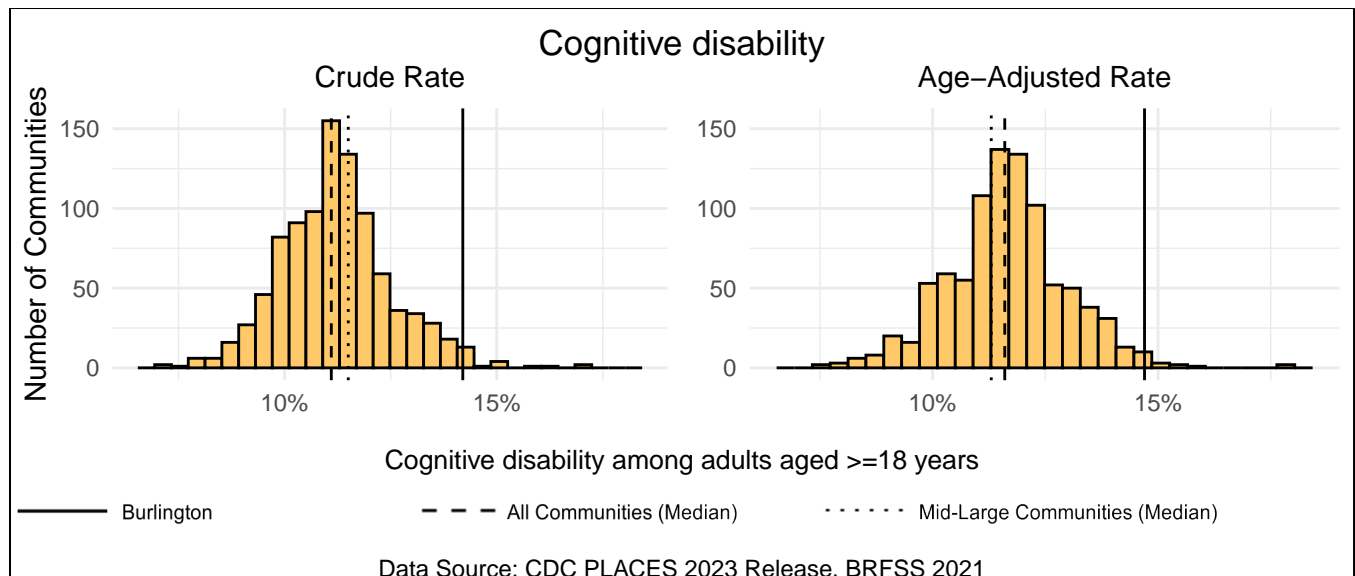 Cognitive disability
Crude Rate
Age−Adjusted Rate
Number of Communities
150
100
50
0
10%
15%
150
100
50
0
10%
15%
Cognitive disability among adults aged >=18 years
Burlington
All Communities (Median)
Mid-Large Communities (Median)
Data Source: CDC PLACES 2023 Release, BRFSS 2021